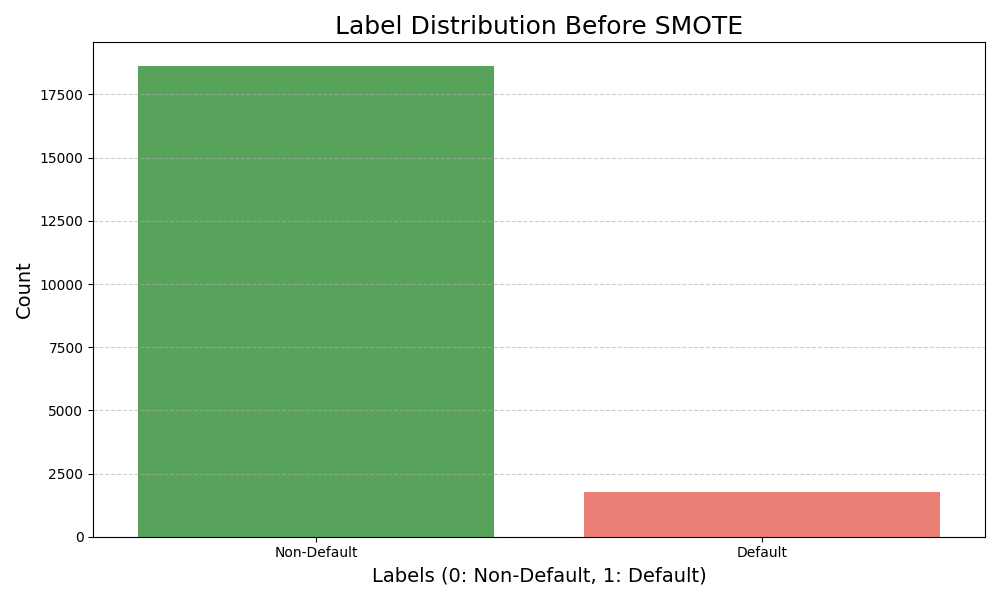 Label Distribution Before SMOTE
Count
17500
15000
12500
10000
7500
5000
2500
0
Non-Default
Default
Labels (0: Non-Default, 1: Default)